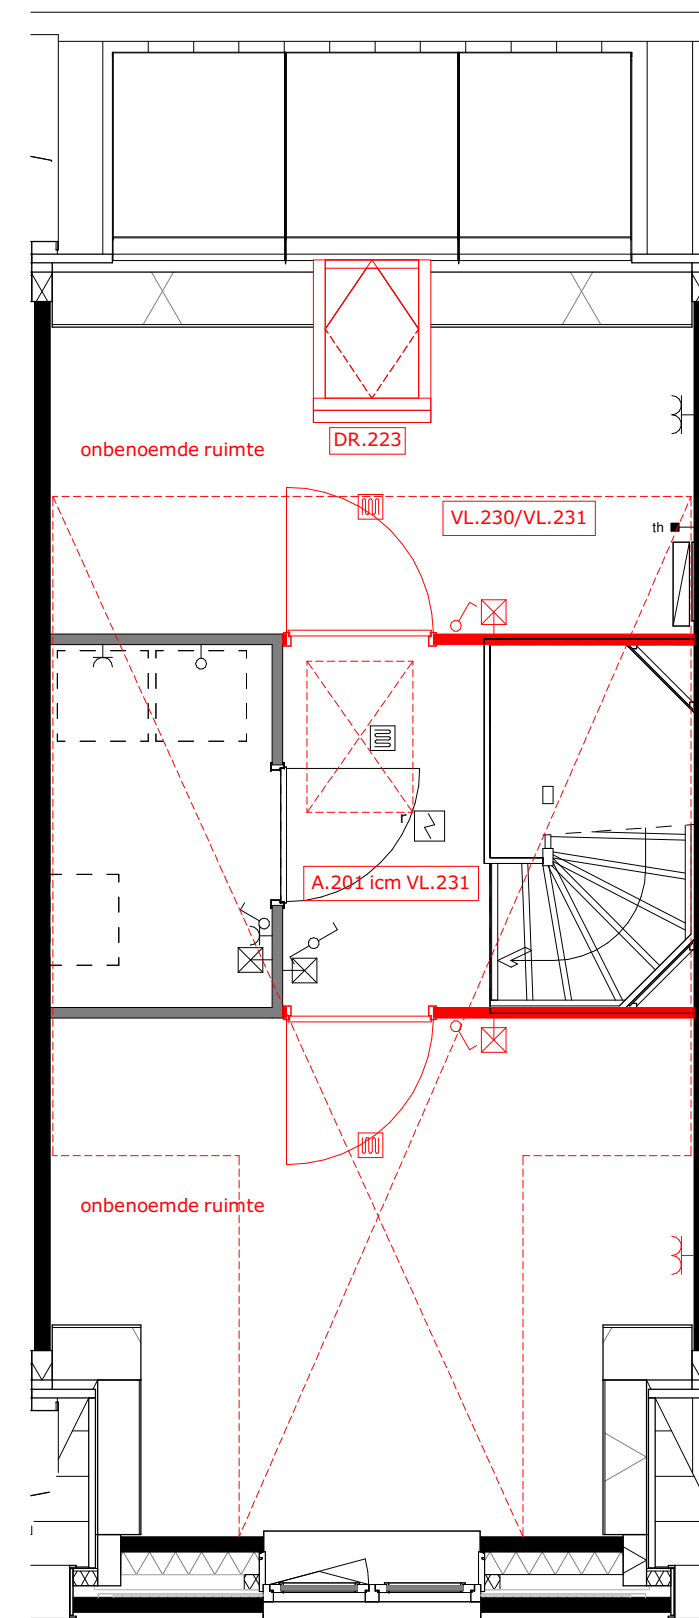 DR.223
onbenoemde ruimte
VL.230/VL.231
th
r
A.201 icm VL.231
onbenoemde ruimte